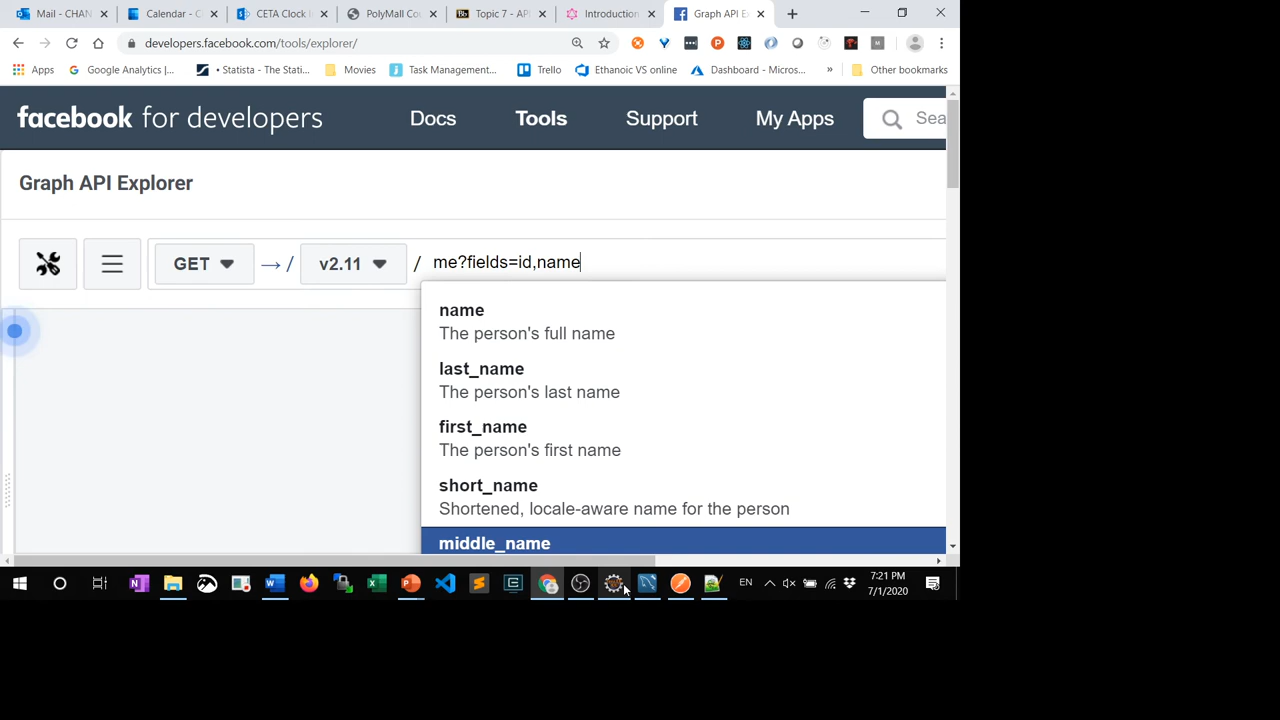 Mail - CHAN
Calendar - C
CETA Clock I
PolyMall Cou
Topic 7 - API
Introduction
Graph API Ex
developers.facebook.com/tools/explorer/
Apps
Google Analytics |...
• Statista - The Stati...
Movies
Task Management...
Trello
Ethanoic VS online
Dashboard - Micros...
»
Other bookmarks
facebook for developers
Docs
Tools
Support
My Apps
Sea
Graph API Explorer
GET → / v2.11 / me?fields=id,name
name
The person's full name
last_name
The person's last name
first_name
The person's first name
short_name
Shortened, locale-aware name for the person
middle_name
EN
7:21 PM
7/1/2020